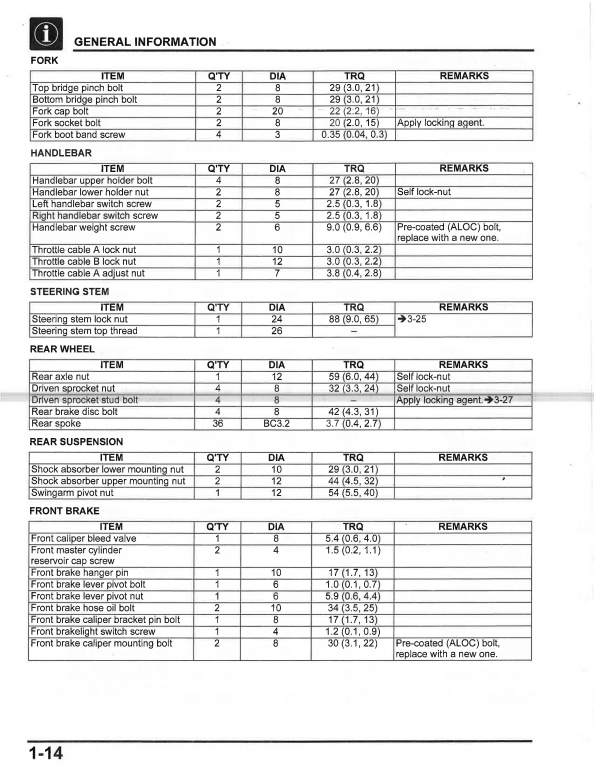 i
GENERAL INFORMATION
FORK
ITEM Q'TY DIA TRQ REMARKS
Top bridge pinch bolt 2 8 29 (3.0, 21)
Bottom bridge pinch bolt 2 8 29 (3.0, 21)
Fork cap bolt 2 20 22 (2.2, 16)
Fork socket bolt 2 8 20 (2.0, 15) Apply locking agent.
Fork boot band screw 4 3 0.35 (0.04, 0.3)
HANDLEBAR
ITEM Q'TY DIA TRQ REMARKS
Handlebar upper holder bolt 4 8 27 (2.8, 20)
Handlebar lower holder nut 2 8 27 (2.8, 20) Self lock-nut
Left handlebar switch screw 2 5 2.5 (0.3, 1.8)
Right handlebar switch screw 2 5 2.5 (0.3, 1.8)
Handlebar weight screw 2 6 9.0 (0.9, 6.6) Pre-coated (ALOC) bolt,
replace with a new one.
Throttle cable A lock nut 1 10 3.0 (0.3, 2.2)
Throttle cable B lock nut 1 12 3.0 (0.3, 2.2)
Throttle cable A adjust nut 1 7 3.8 (0.4, 2.8)
STEERING STEM
ITEM Q'TY DIA TRQ REMARKS
Steering stem lock nut 1 24 88 (9.0, 65) ➔3-25
Steering stem top thread 1 26 –
REAR WHEEL
ITEM Q'TY DIA TRQ REMARKS
Rear axle nut 1 12 59 (6.0, 44) Self lock-nut
Driven sprocket nut 4 8 32 (3.3, 24) Self lock-nut
Driven sprocket stud bolt 4 8 – Apply locking agent.➔3-27
Rear brake disc bolt 4 8 42 (4.3, 31)
Rear spoke 36 BC3.2 3.7 (0.4, 2.7)
REAR SUSPENSION
ITEM Q'TY DIA TRQ REMARKS
Shock absorber lower mounting nut 2 10 29 (3.0, 21)
Shock absorber upper mounting nut 2 12 44 (4.5, 32)
Swingarm pivot nut 1 12 54 (5.5, 40)
FRONT BRAKE
ITEM Q'TY DIA TRQ REMARKS
Front caliper bleed valve 1 8 5.4 (0.6, 4.0)
Front master cylinder 2 4 1.5 (0.2, 1.1)
reservoir cap screw
Front brake hanger pin 1 10 17 (1.7, 13)
Front brake lever pivot bolt 1 6 1.0 (0.1, 0.7)
Front brake lever pivot nut 1 6 5.9 (0.6, 4.4)
Front brake hose oil bolt 2 10 34 (3.5, 25)
Front brake caliper bracket pin bolt 1 8 17 (1.7, 13)
Front brakelight switch screw 1 4 1.2 (0.1, 0.9)
Front brake caliper mounting bolt 2 8 30 (3.1, 22) Pre-coated (ALOC) bolt,
replace with a new one.
1-14